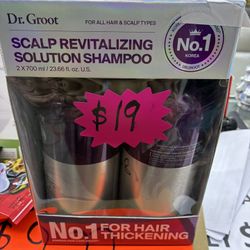 Dr. Groot
FOR ALL HAIR & SCALP TYPES
SCALP REVITALIZING
SOLUTION SHAMPOO
2 X 700 ml / 23.66 fl. oz. U.S.
No.1
KOREA
$19
No.1 FOR HAIR
THICKENING